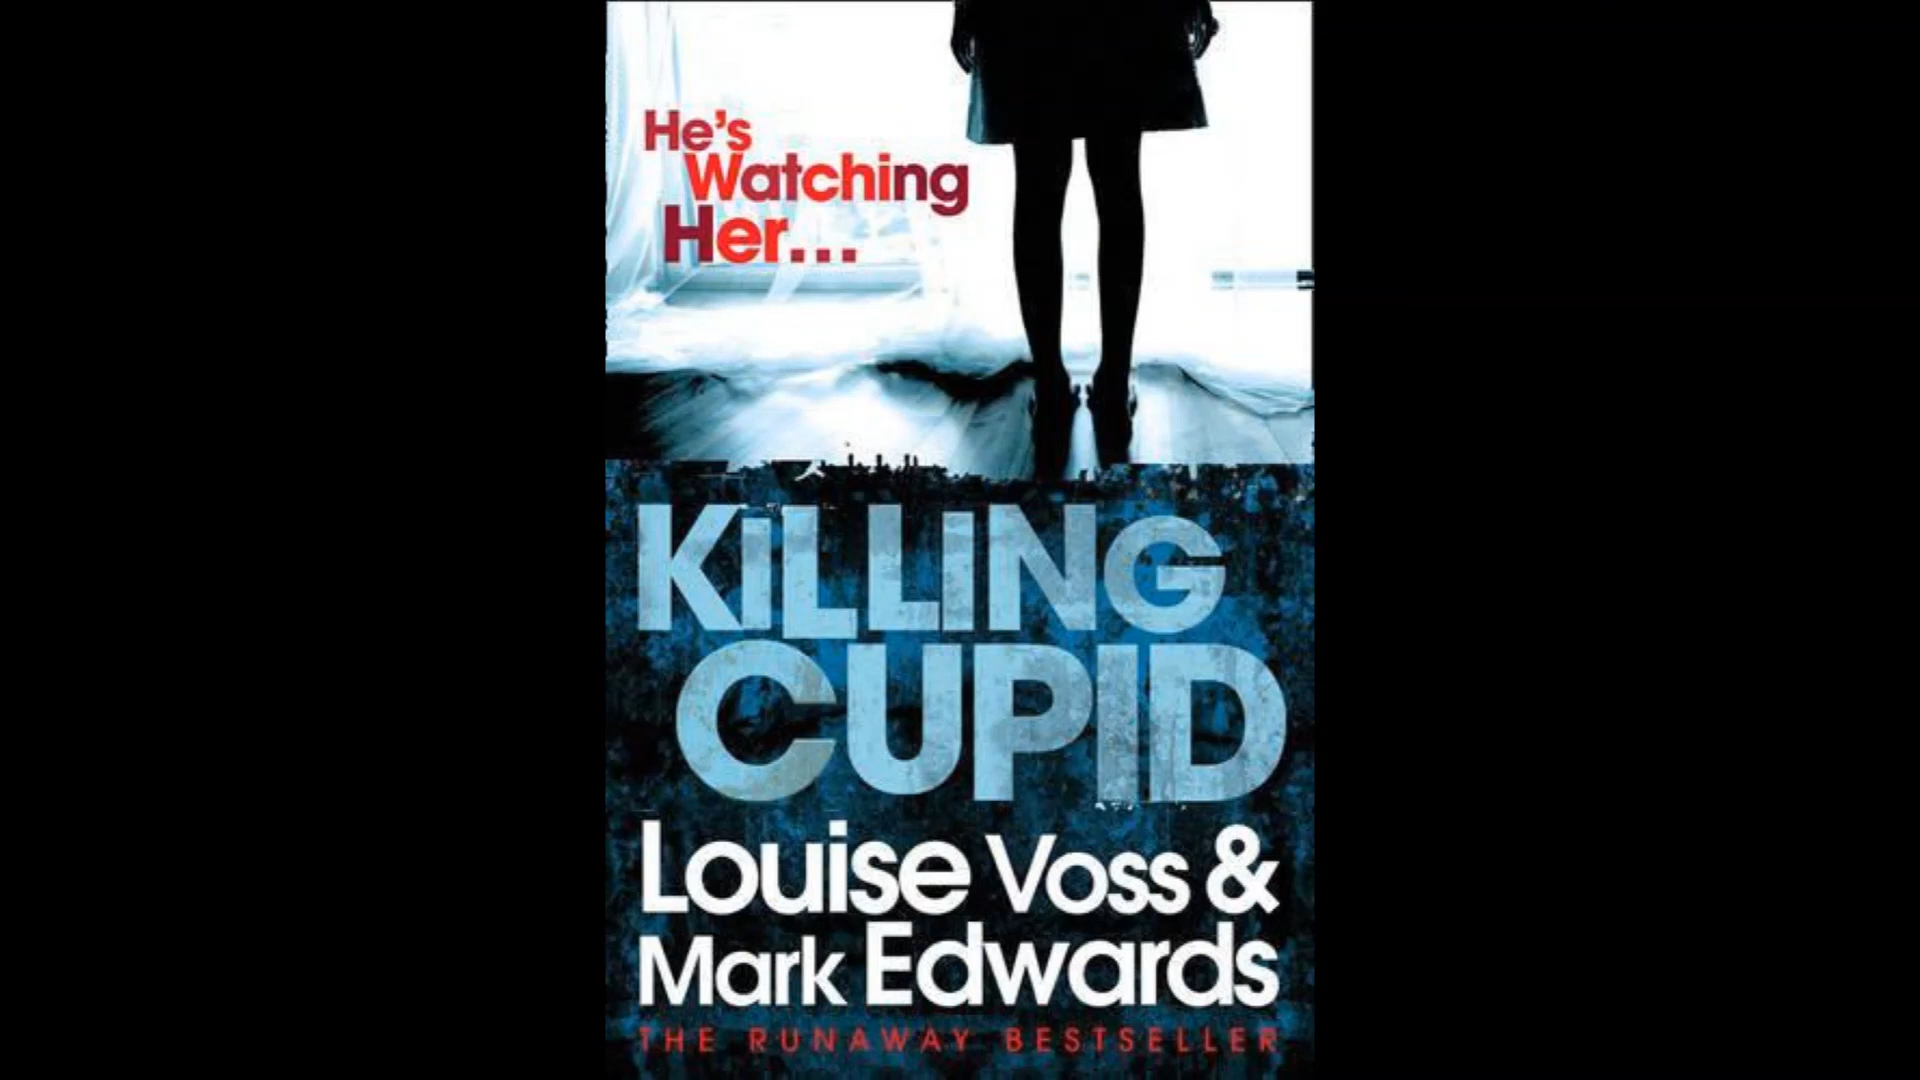 He's
Watching
Her...
KiLLING
CUPID
Louise Voss &
Mark Edwards
THE RUNAWAY BESTSELLER